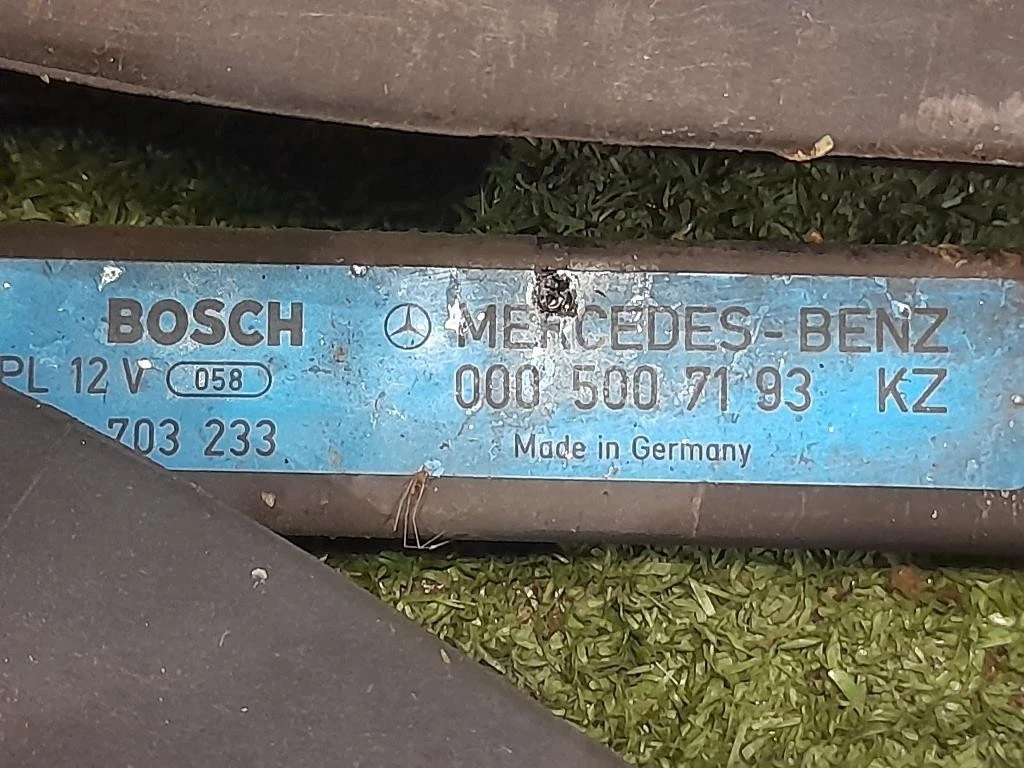 BOSCH MERCEDES-BENZ
PL 12 V 058 000 500 71 93 KZ
703 233 Made in Germany